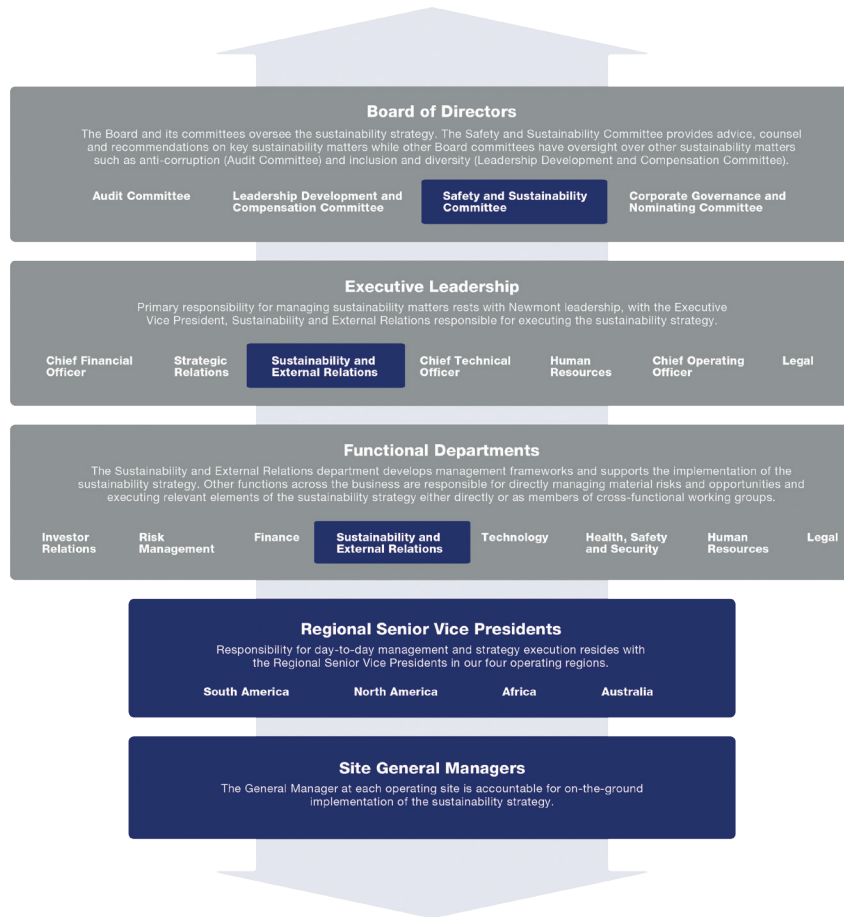 Board of Directors
The Board and its committees oversee the sustainability strategy. The Safety and Sustainability Committee provides advice, counsel
and recommendations on key sustainability matters while other Board committees have oversight over other sustainability matters
such as anti-corruption (Audit Committee) and inclusion and diversity (Leadership Development and Compensation Committee).
Audit Committee
Leadership Development and
Compensation Committee
Safety and Sustainability
Committee
Corporate Governance and
Nominating Committee
Executive Leadership
Primary responsibility for managing sustainability matters rests with Newmont leadership, with the Executive
Vice President, Sustainability and External Relations responsible for executing the sustainability strategy.
Chief Financial
Officer
Strategic
Relations
Sustainability and
External Relations
Chief Technical
Officer
Human
Resources
Chief Operating
Officer
Legal
Functional Departments
The Sustainability and External Relations department develops management frameworks and supports the implementation of the
sustainability strategy. Other functions across the business are responsible for directly managing material risks and opportunities and
executing relevant elements of the sustainability strategy either directly or as members of cross-functional working groups.
Investor
Relations
Risk
Management
Finance
Sustainability and
External Relations
Technology
Health, Safety
and Security
Human
Resources
Legal
Regional Senior Vice Presidents
Responsibility for day-to-day management and strategy execution resides with
the Regional Senior Vice Presidents in our four operating regions.
South America
North America
Africa
Australia
Site General Managers
The General Manager at each operating site is accountable for on-the-ground
implementation of the sustainability strategy.